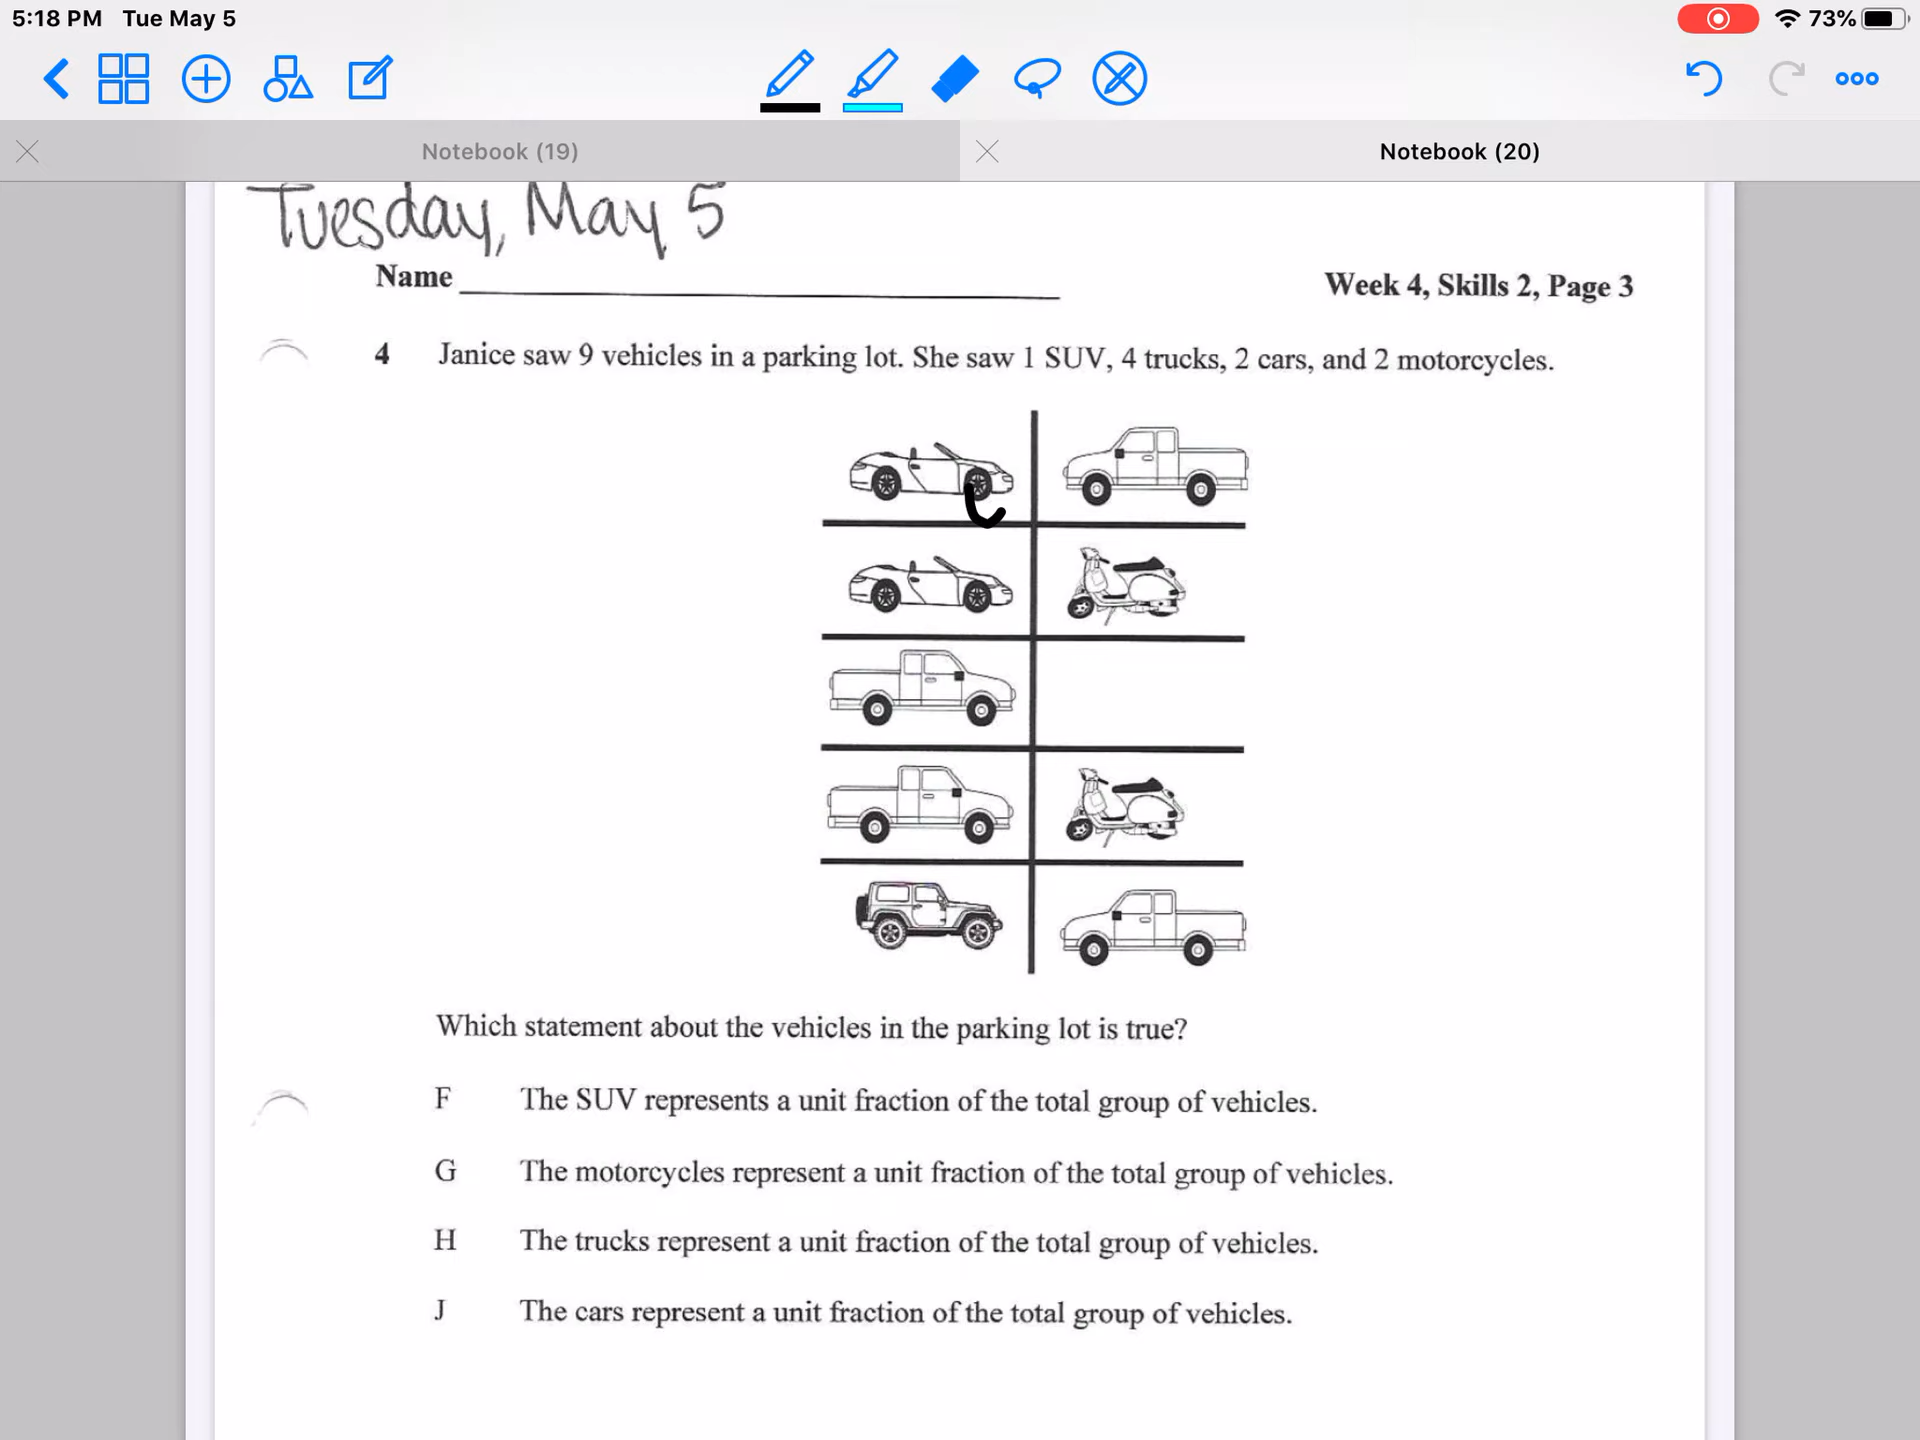 5:18 PM Tue May 5
73%
Notebook (19)
Notebook (20)
Tuesday, May 5
Name
Week 4, Skills 2, Page 3
4 Janice saw 9 vehicles in a parking lot. She saw 1 SUV, 4 trucks, 2 cars, and 2 motorcycles.
Which statement about the vehicles in the parking lot is true?
F The SUV represents a unit fraction of the total group of vehicles.
G The motorcycles represent a unit fraction of the total group of vehicles.
H The trucks represent a unit fraction of the total group of vehicles.
J The cars represent a unit fraction of the total group of vehicles.